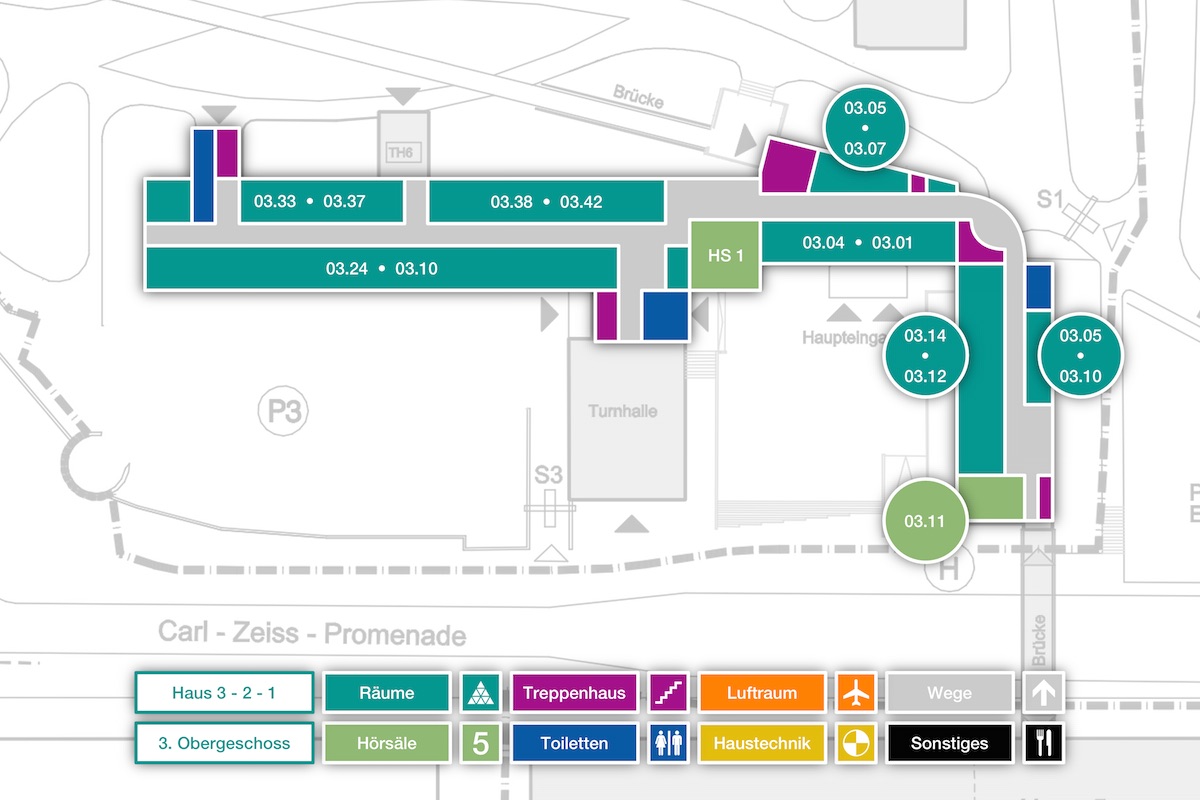 Brücke
03.05
•
03.07
TH6
S1
03.33 • 03.37
03.38 • 03.42
03.24 • 03.10
HS 1
03.04 • 03.01
Haupteinga
03.14
•
03.12
03.05
•
03.10
P3
Turnhalle
S3
03.11
H
Brücke
Carl - Zeiss - Promenade
Haus 3 - 2 - 1
Räume
Treppenhaus
Luftraum
Wege
3. Obergeschoss
Hörsäle
5
Toiletten
Haustechnik
Sonstiges